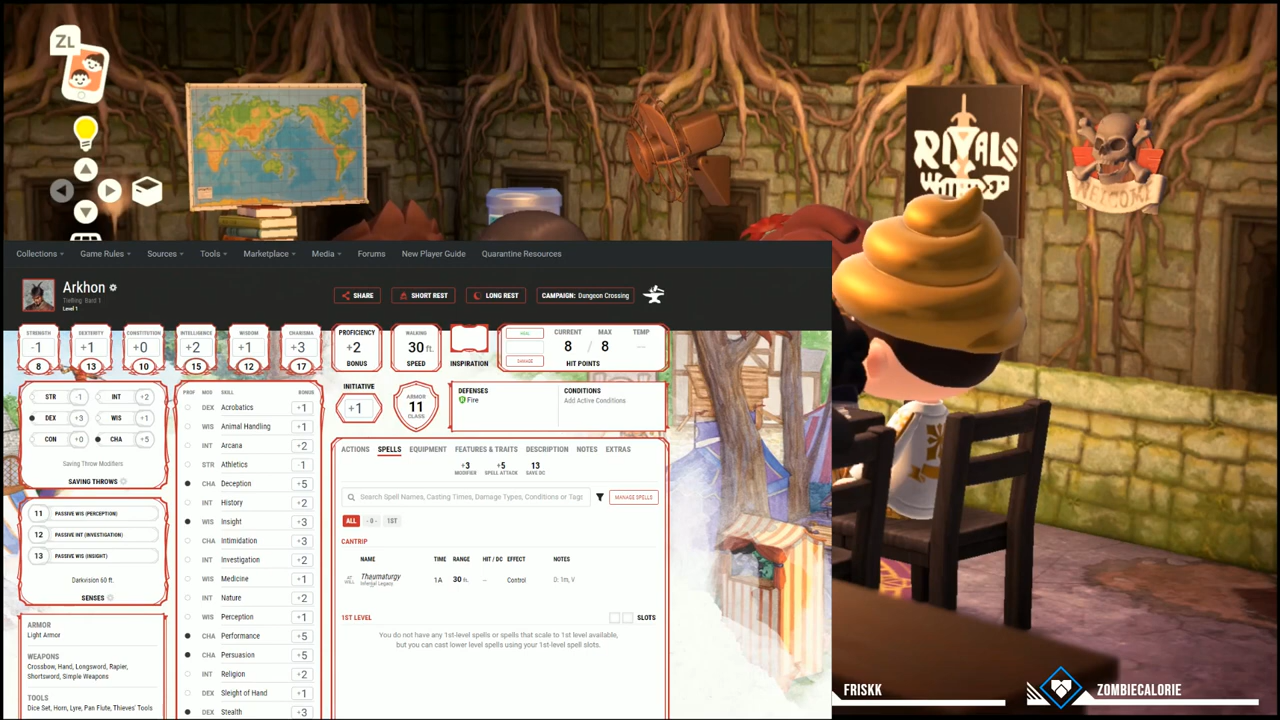 ZL
RIVALS
WELCOME
Collections
Game Rules
Sources
Tools
Marketplace
Media
Forums
New Player Guide
Quarantine Resources
Arkhon
Tiefling Bard 1
Level 1
SHARE
SHORT REST
LONG REST
CAMPAIGN: Dungeon Crossing
STRENGTH
-1
8
DEXTERITY
+1
13
CONSTITUTION
+0
10
INTELLIGENCE
+2
15
WISDOM
+1
12
CHARISMA
+3
17
PROFICIENCY
+2
BONUS
WALKING
30 ft.
SPEED
INSPIRATION
HEAL
DAMAGE
CURRENT
8
/
MAX
8
TEMP
--
HIT POINTS
STR -1
INT +2
DEX +3
WIS +1
CON +0
CHA +5
Saving Throw Modifiers
SAVING THROWS
11 PASSIVE WIS (PERCEPTION)
12 PASSIVE INT (INVESTIGATION)
13 PASSIVE WIS (INSIGHT)
Darkvision 60 ft.
SENSES
ARMOR
Light Armor
WEAPONS
Crossbow, Hand, Longsword, Rapier,
Shortsword, Simple Weapons
TOOLS
Dice Set, Horn, Lyre, Pan Flute, Thieves' Tools
PROF MOD SKILL BONUS
DEX Acrobatics +1
WIS Animal Handling +1
INT Arcana +2
STR Athletics -1
CHA Deception +5
INT History +2
WIS Insight +3
CHA Intimidation +3
INT Investigation +2
WIS Medicine +1
INT Nature +2
WIS Perception +1
CHA Performance +5
CHA Persuasion +5
INT Religion +2
DEX Sleight of Hand +1
DEX Stealth +3
INITIATIVE
+1
ARMOR
11
CLASS
DEFENSES
Fire
CONDITIONS
Add Active Conditions
ACTIONS
SPELLS
EQUIPMENT
FEATURES & TRAITS
DESCRIPTION
NOTES
EXTRAS
+3
MODIFIER
+5
SPELL ATTACK
13
SAVE DC
Search Spell Names, Casting Times, Damage Types, Conditions or Tags
MANAGE SPELLS
ALL
- 0 -
1ST
CANTRIP
NAME TIME RANGE HIT / DC EFFECT NOTES
AT WILL Thaumaturgy 1A 30 ft. -- Control D: 1m, V
Infernal Legacy
1ST LEVEL
SLOTS
You do not have any 1st-level spells or spells that scale to 1st level available,
but you can cast lower level spells using your 1st-level spell slots.
FRISKK
ZOMBIECALORIE